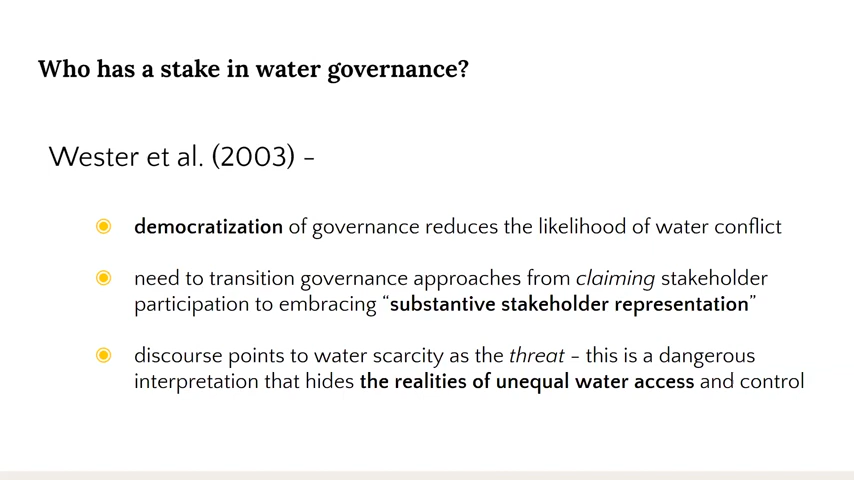 Who has a stake in water governance?
Wester et al. (2003) –
democratization of governance reduces the likelihood of water conflict
need to transition governance approaches from claiming stakeholder
participation to embracing “substantive stakeholder representation”
discourse points to water scarcity as the threat – this is a dangerous
interpretation that hides the realities of unequal water access and control